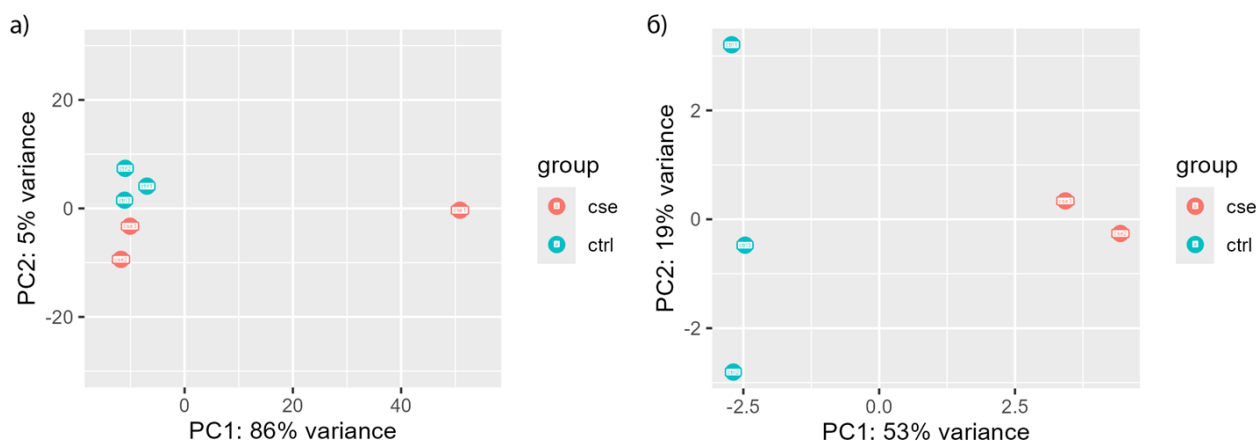 а)
20
0
-20
0
20
40
PC1: 86% variance
PC2: 5% variance
group
cse
ctrl
б)
2
0
-2
-2.5
0.0
2.5
PC1: 53% variance
PC2: 19% variance
group
cse
ctrl